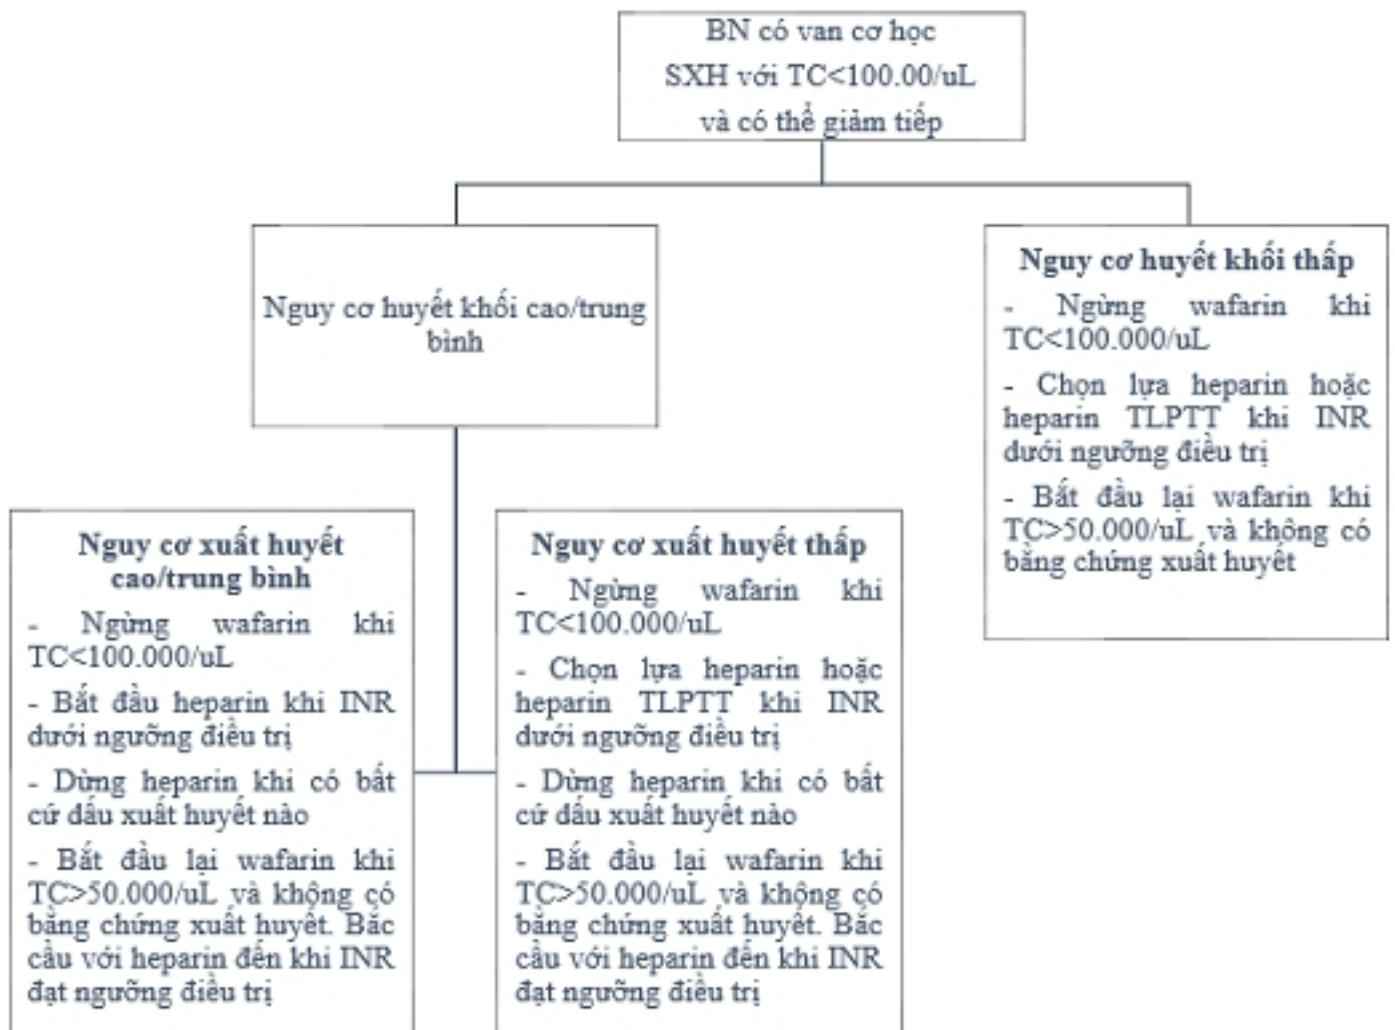 BN có van cơ học
SXH với TC<100.00/uL
và có thể giảm tiếp
Nguy cơ huyết khối cao/trung
bình
Nguy cơ huyết khối thấp
- Ngừng wafarin khi
TC<100.000/uL
- Chọn lựa heparin hoặc
heparin TLPTT khi INR
dưới ngưỡng điều trị
- Bắt đầu lại wafarin khi
TC>50.000/uL và không có
bằng chứng xuất huyết
Nguy cơ xuất huyết
cao/trung bình
- Ngừng wafarin khi
TC<100.000/uL
- Bắt đầu heparin khi INR
dưới ngưỡng điều trị
- Dừng heparin khi có bất
cứ dấu xuất huyết nào
- Bắt đầu lại wafarin khi
TC>50.000/uL và không có
bằng chứng xuất huyết. Bắc
cầu với heparin đến khi INR
đạt ngưỡng điều trị
Nguy cơ xuất huyết thấp
- Ngừng wafarin khi
TC<100.000/uL
- Chọn lựa heparin hoặc
heparin TLPTT khi INR
dưới ngưỡng điều trị
- Dừng heparin khi có bất
cứ dấu xuất huyết nào
- Bắt đầu lại wafarin khi
TC>50.000/uL và không có
bằng chứng xuất huyết. Bắc
cầu với heparin đến khi INR
đạt ngưỡng điều trị